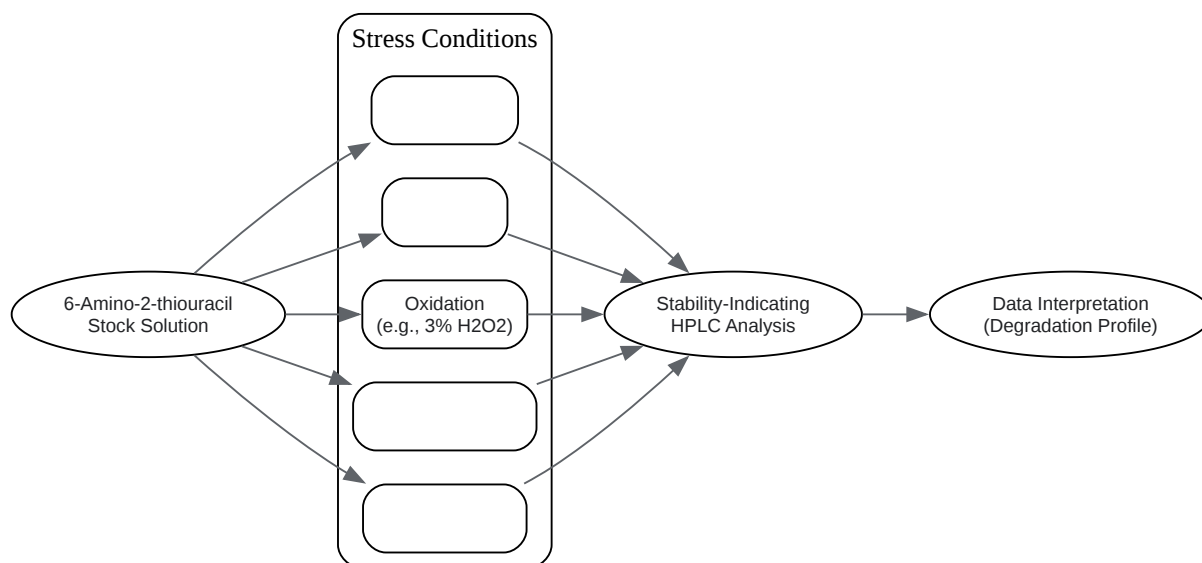 Stress Conditions
6-Amino-2-thiouracil
Stock Solution
Oxidation
(e.g., 3% H2O2)
Stability-Indicating
HPLC Analysis
Data Interpretation
(Degradation Profile)